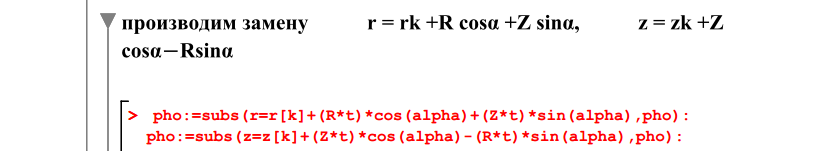 производим замену r = rk +R cosα +Z sinα, z = zk +Z
cosα−Rsinα
> pho:=subs(r=r[k]+(R*t)*cos(alpha)+(Z*t)*sin(alpha),pho):
pho:=subs(z=z[k]+(Z*t)*cos(alpha)-(R*t)*sin(alpha),pho):